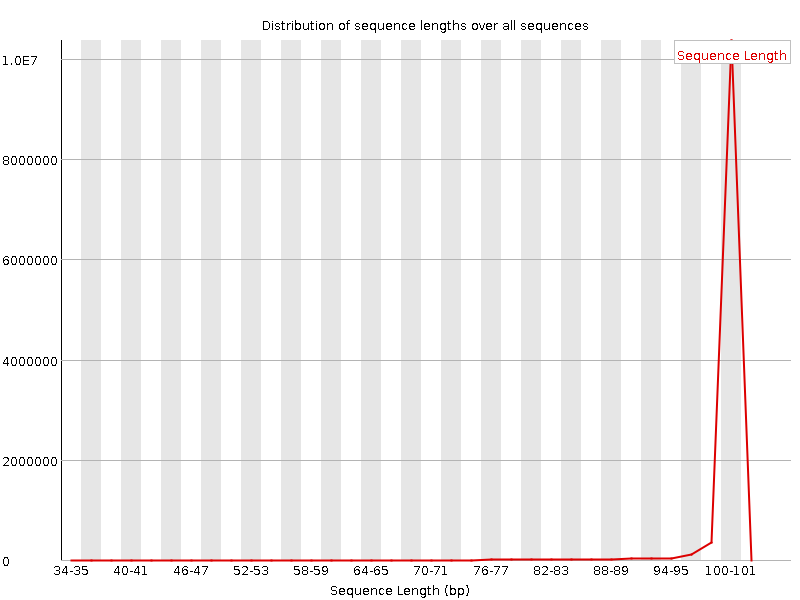 Distribution of sequence lengths over all sequences
Sequence Length
1.0E7
8000000
6000000
4000000
2000000
0
34-35 40-41 46-47 52-53 58-59 64-65 70-71 76-77 82-83 88-89 94-95 100-101
Sequence Length (bp)